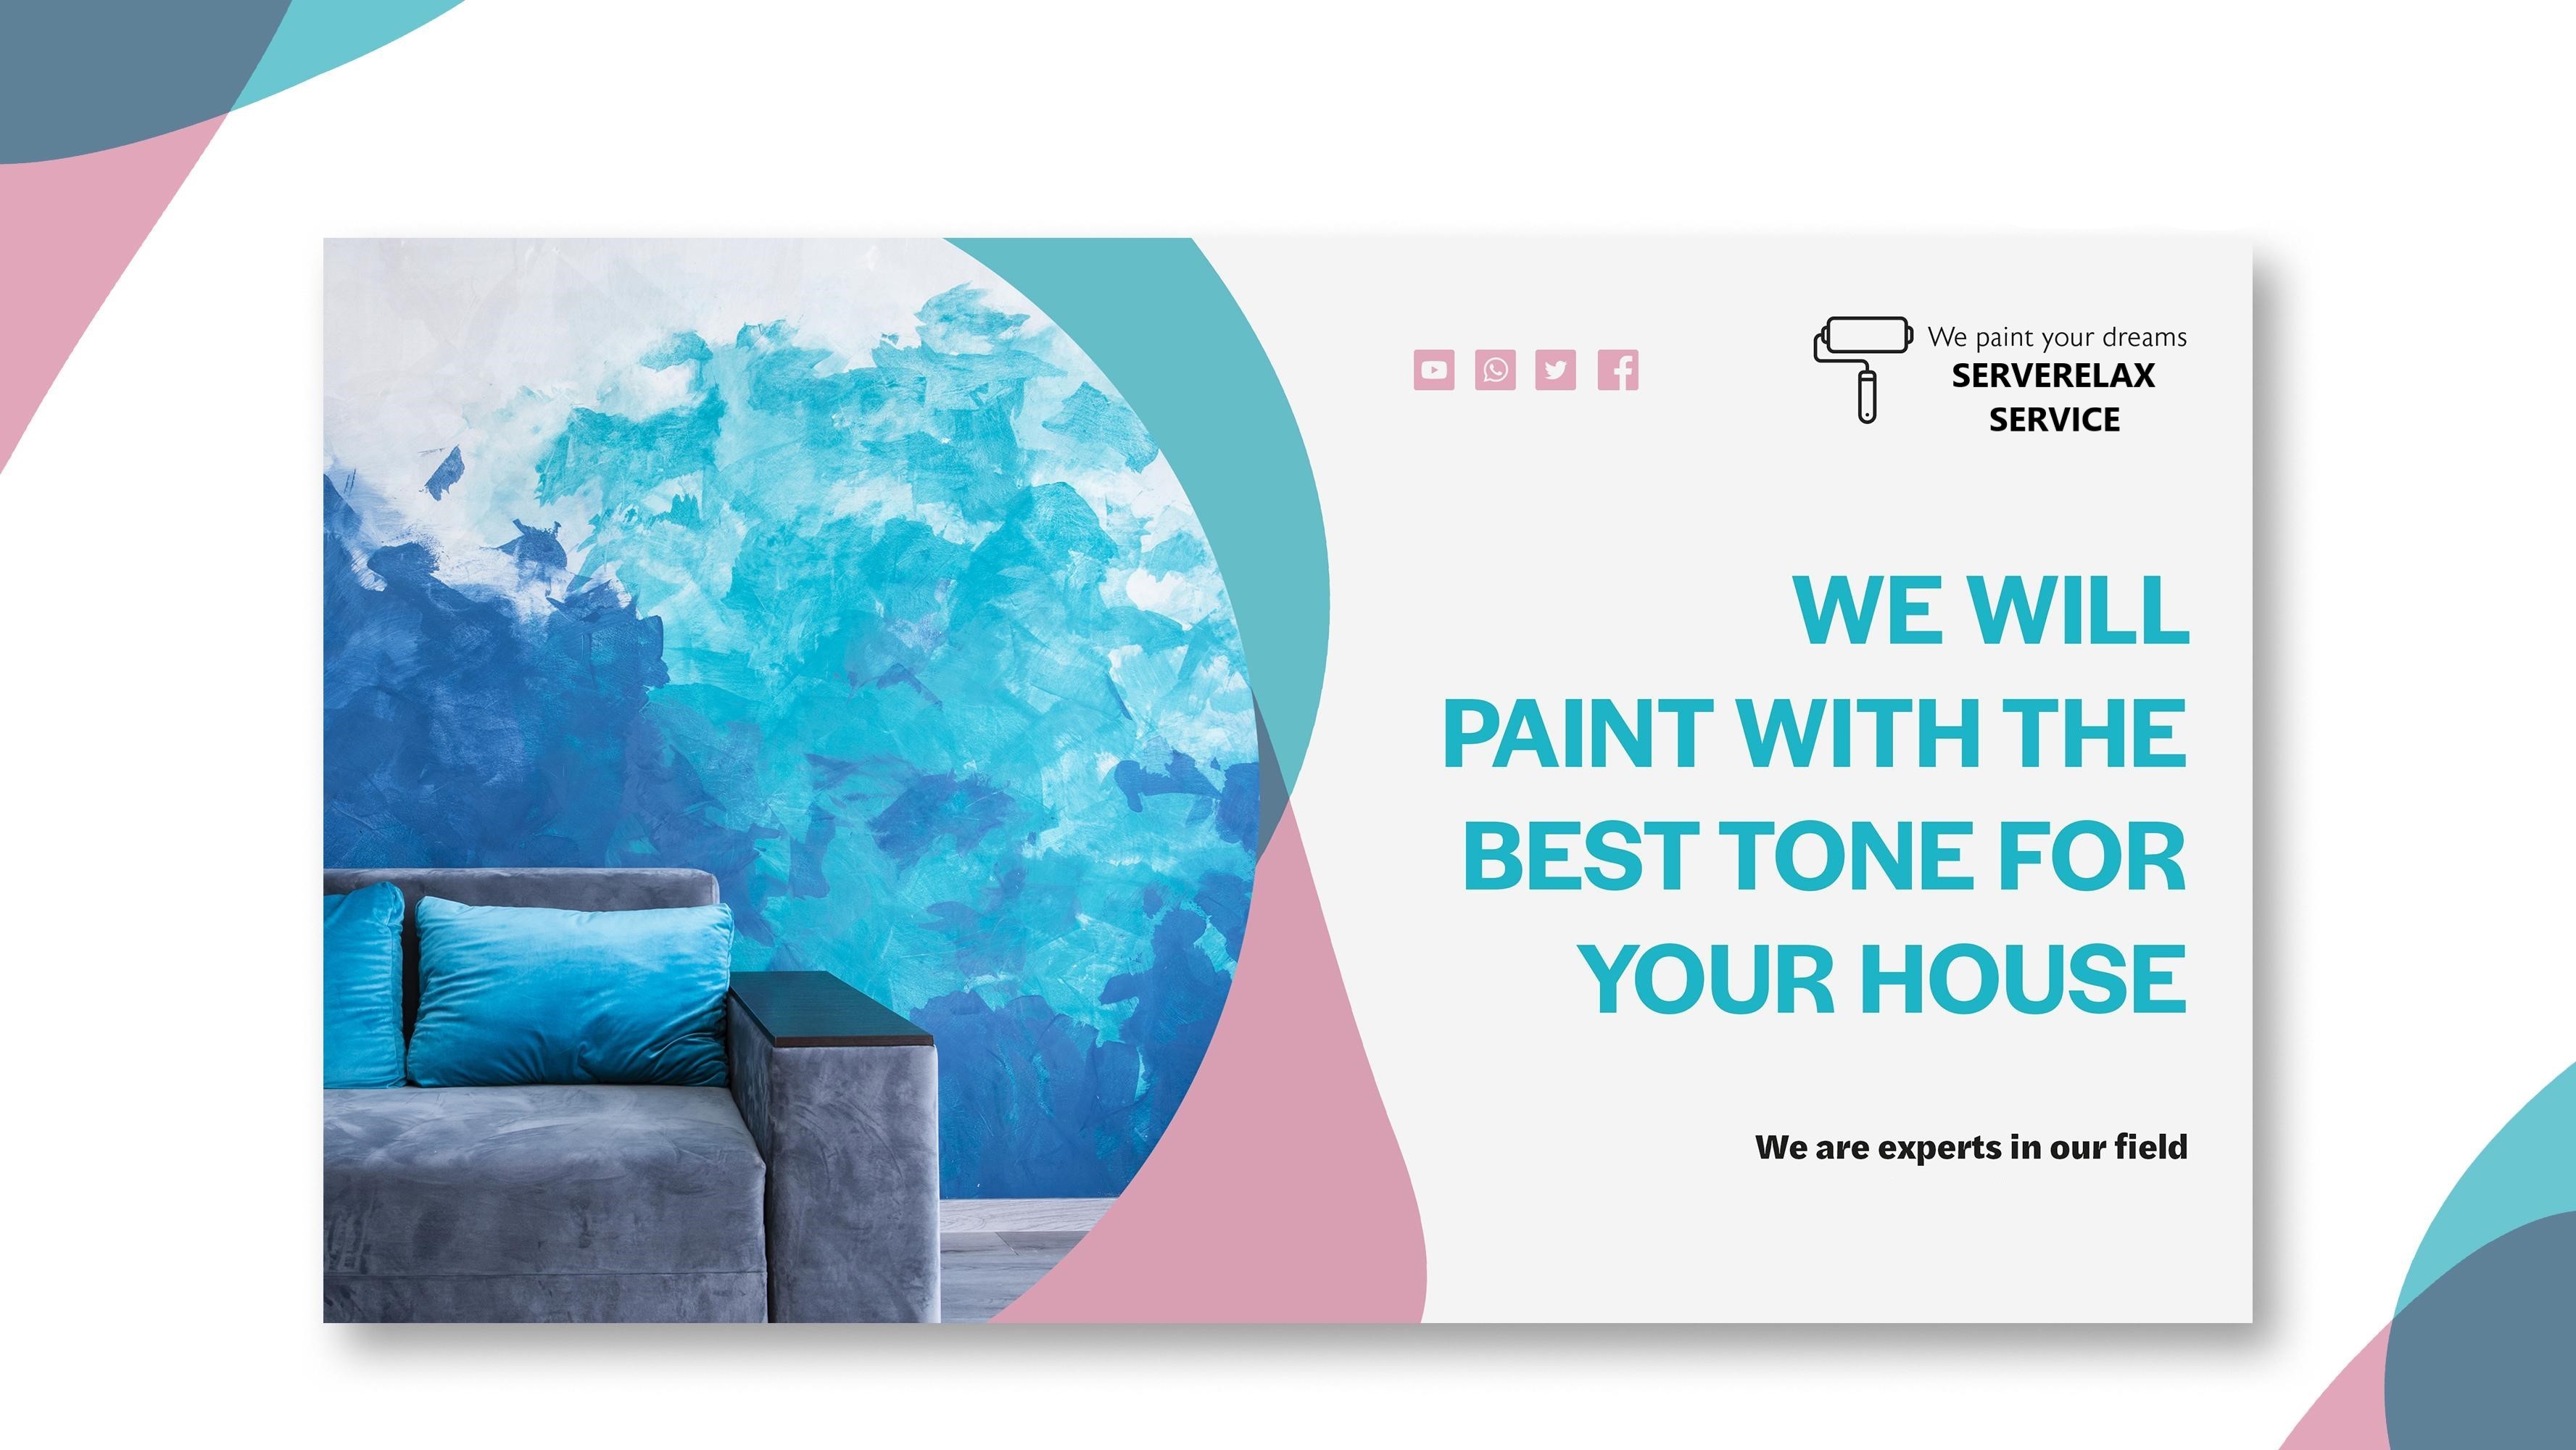 We paint your dreams
SERVERELAX
SERVICE
WE WILL
PAINT WITH THE
BEST TONE FOR
YOUR HOUSE
We are experts in our field